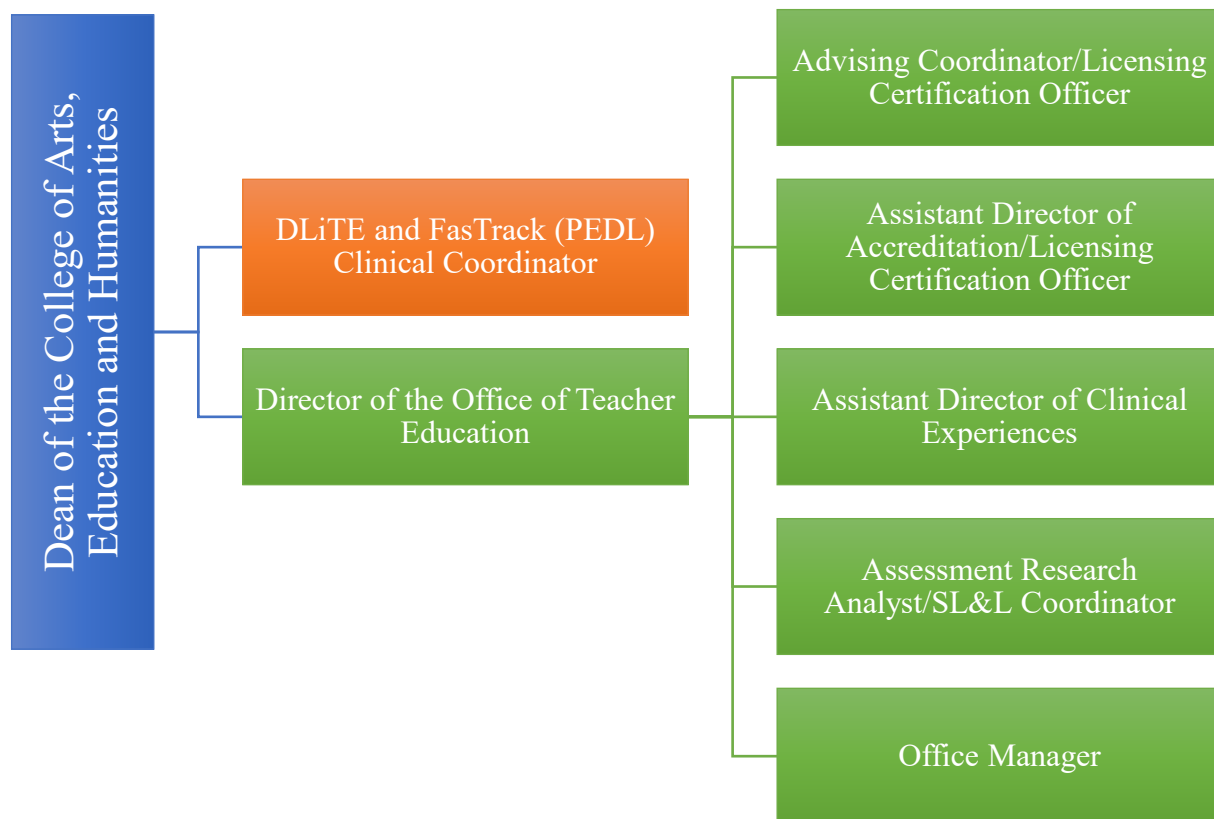 Dean of the College of Arts,
Education and Humanities
DLiTE and FasTrack (PEDL)
Clinical Coordinator
Director of the Office of Teacher
Education
Advising Coordinator/Licensing
Certification Officer
Assistant Director of
Accreditation/Licensing
Certification Officer
Assistant Director of Clinical
Experiences
Assessment Research
Analyst/SL&L Coordinator
Office Manager